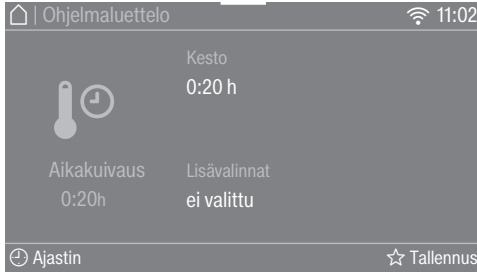 | Ohjelmaluettelo
11:02
Kesto
0:20 h
Aikakuivaus
0:20h
Lisävalinnat
ei valittu
Ajastin
Tallennus